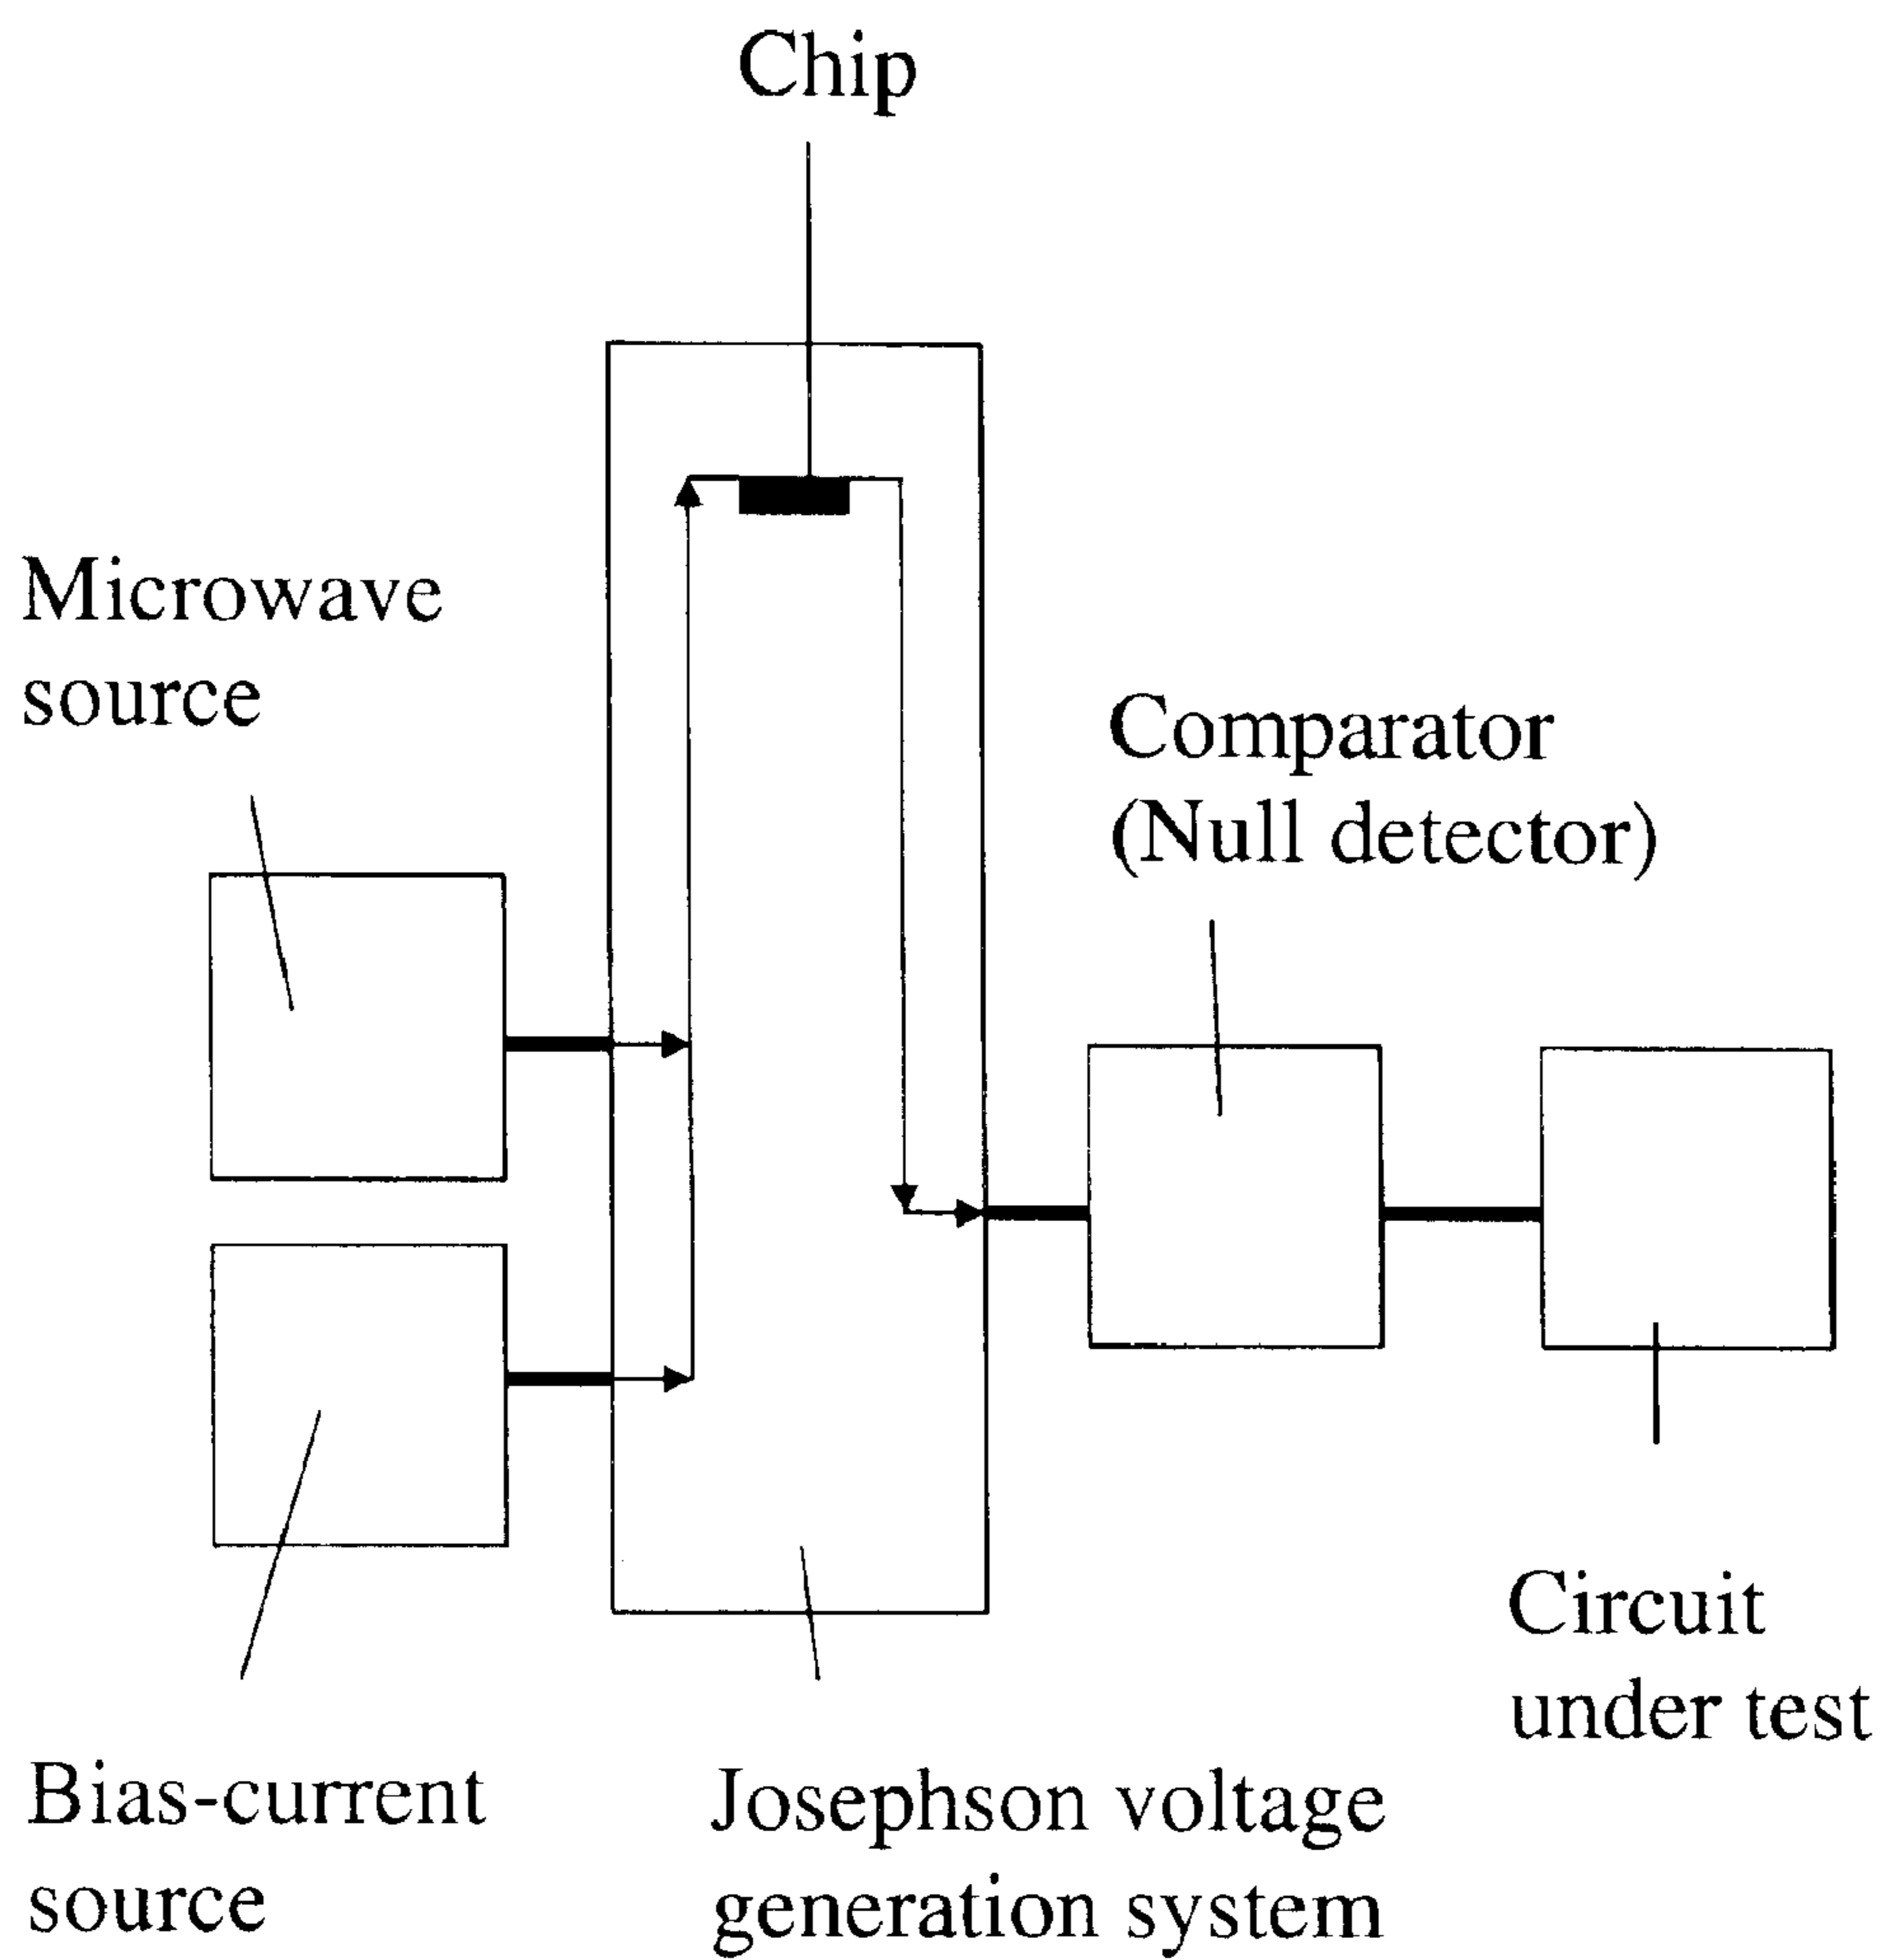 Chip
Microwave
source
Comparator
(Null detector)
Circuit
under test
Bias-current
source
Josephson voltage
generation system